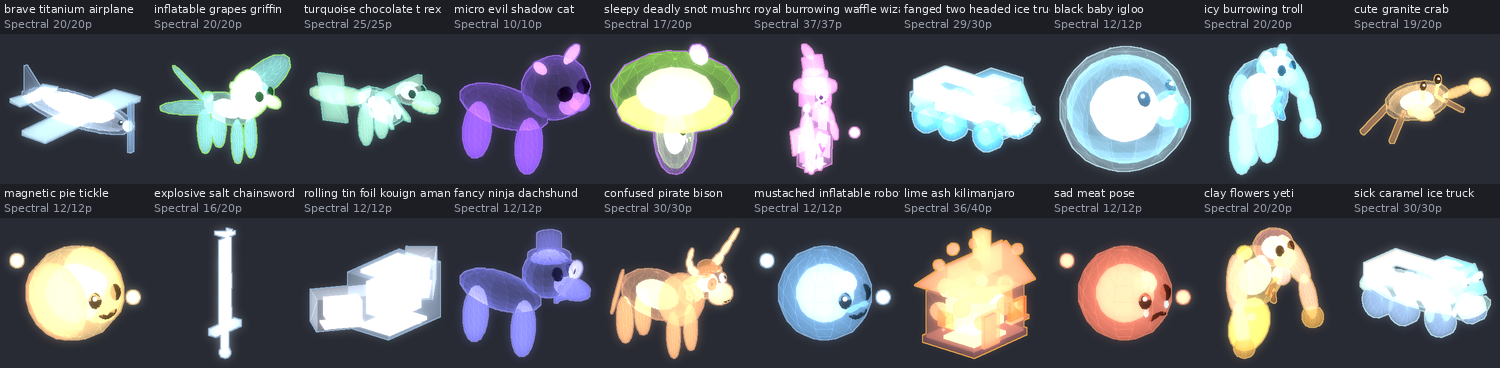 brave titanium airplane
Spectral 20/20p
inflatable grapes griffin
Spectral 20/20p
turquoise chocolate t rex
Spectral 25/25p
micro evil shadow cat
Spectral 10/10p
sleepy deadly snot mushro
Spectral 17/20p
royal burrowing waffle wiza
Spectral 37/37p
fanged two headed ice tru
Spectral 29/30p
black baby igloo
Spectral 12/12p
icy burrowing troll
Spectral 20/20p
cute granite crab
Spectral 19/20p
magnetic pie tickle
Spectral 12/12p
explosive salt chainsword
Spectral 16/20p
rolling tin foil kouign aman
Spectral 12/12p
fancy ninja dachshund
Spectral 12/12p
confused pirate bison
Spectral 30/30p
mustached inflatable robo
Spectral 12/12p
lime ash kilimanjaro
Spectral 36/40p
sad meat pose
Spectral 12/12p
clay flowers yeti
Spectral 20/20p
sick caramel ice truck
Spectral 30/30p